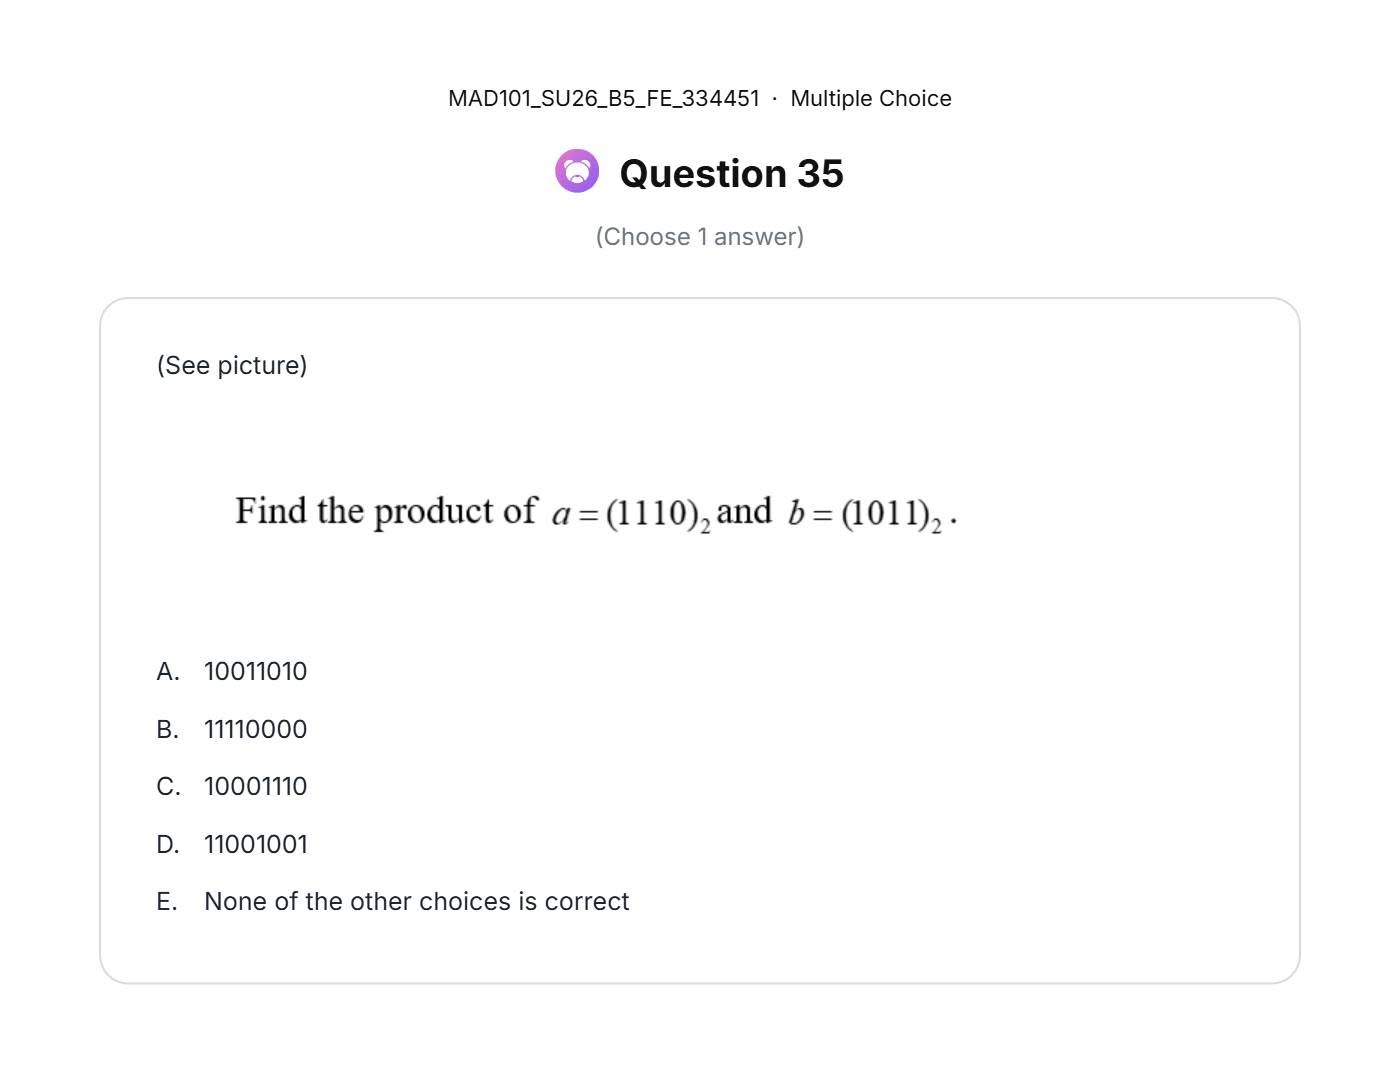 MAD101_SU26_B5_FE_334451 · Multiple Choice
Question 35
(Choose 1 answer)
(See picture)
Find the product of a = (1110)₂ and b = (1011)₂ .
A. 10011010
B. 11110000
C. 10001110
D. 11001001
E. None of the other choices is correct